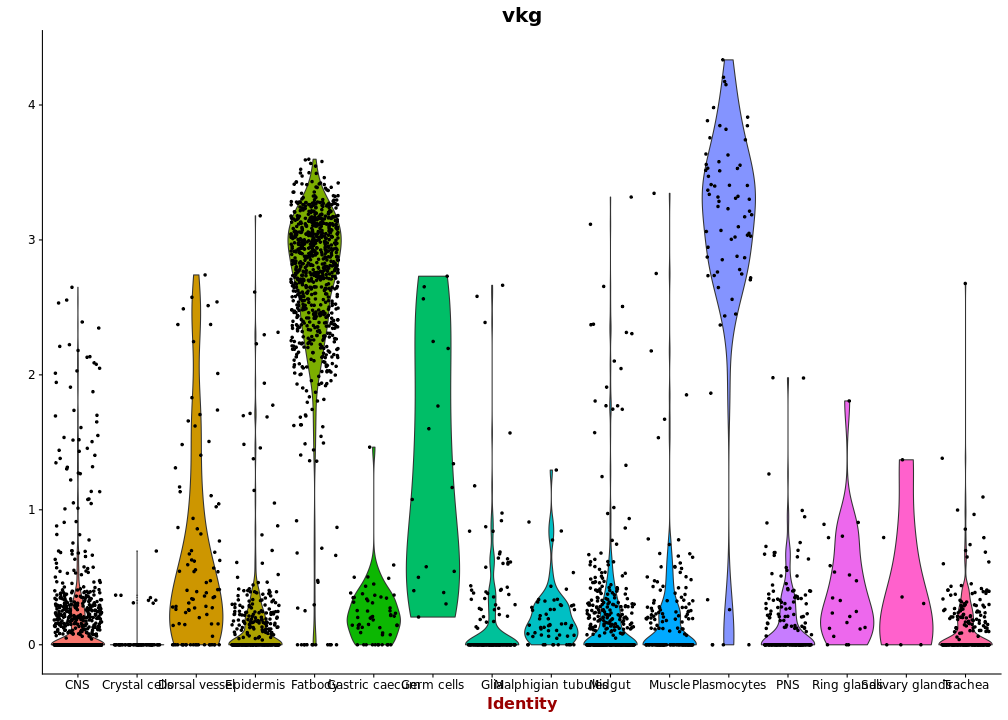 vkg
4
3
2
1
0
CNS Crystal cells Dorsal vessel Epidermis Fatbody Gastric caecum Germ cells Glia Malphigian tubules Midgut Muscle Plasmocytes PNS Ring glands Salivary glands Trachea
Identity